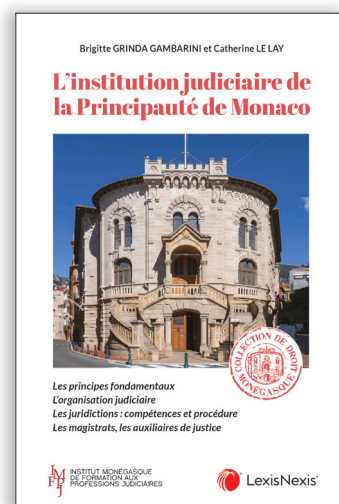 Brigitte GRINDA GAMBARINI et Catherine LE LAY
L'institution judiciaire de
la Principauté de Monaco
COLLECTION DE DROIT
MONÉGASQUE
Les principes fondamentaux
L'organisation judiciaire
Les juridictions : compétences et procédure
Les magistrats, les auxiliaires de justice
IMFPJ
INSTITUT MONÉGASQUE
DE FORMATION AUX
PROFESSIONS JUDICIAIRES
LexisNexis®